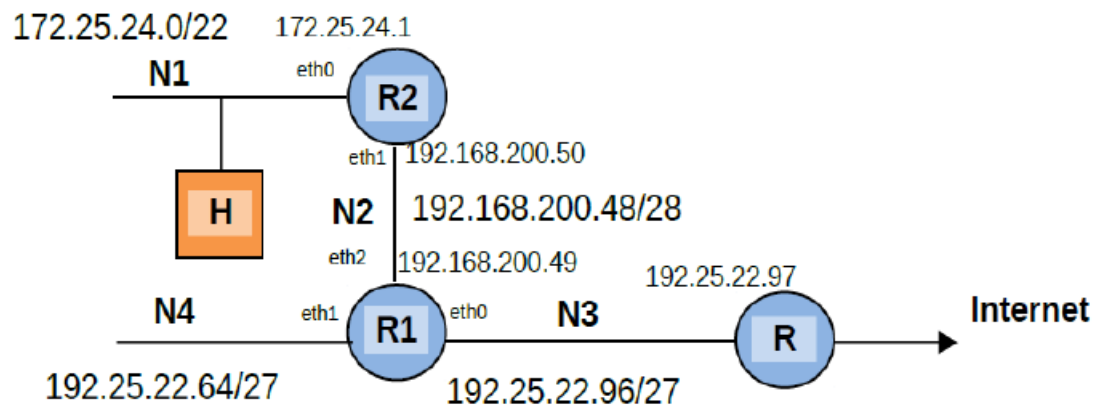 172.25.24.0/22
172.25.24.1
N1
eth0
R2
eth1
192.168.200.50
H
N2
192.168.200.48/28
eth2
192.168.200.49
192.25.22.97
N4
eth1
R1
eth0
N3
R
Internet
192.25.22.64/27
192.25.22.96/27